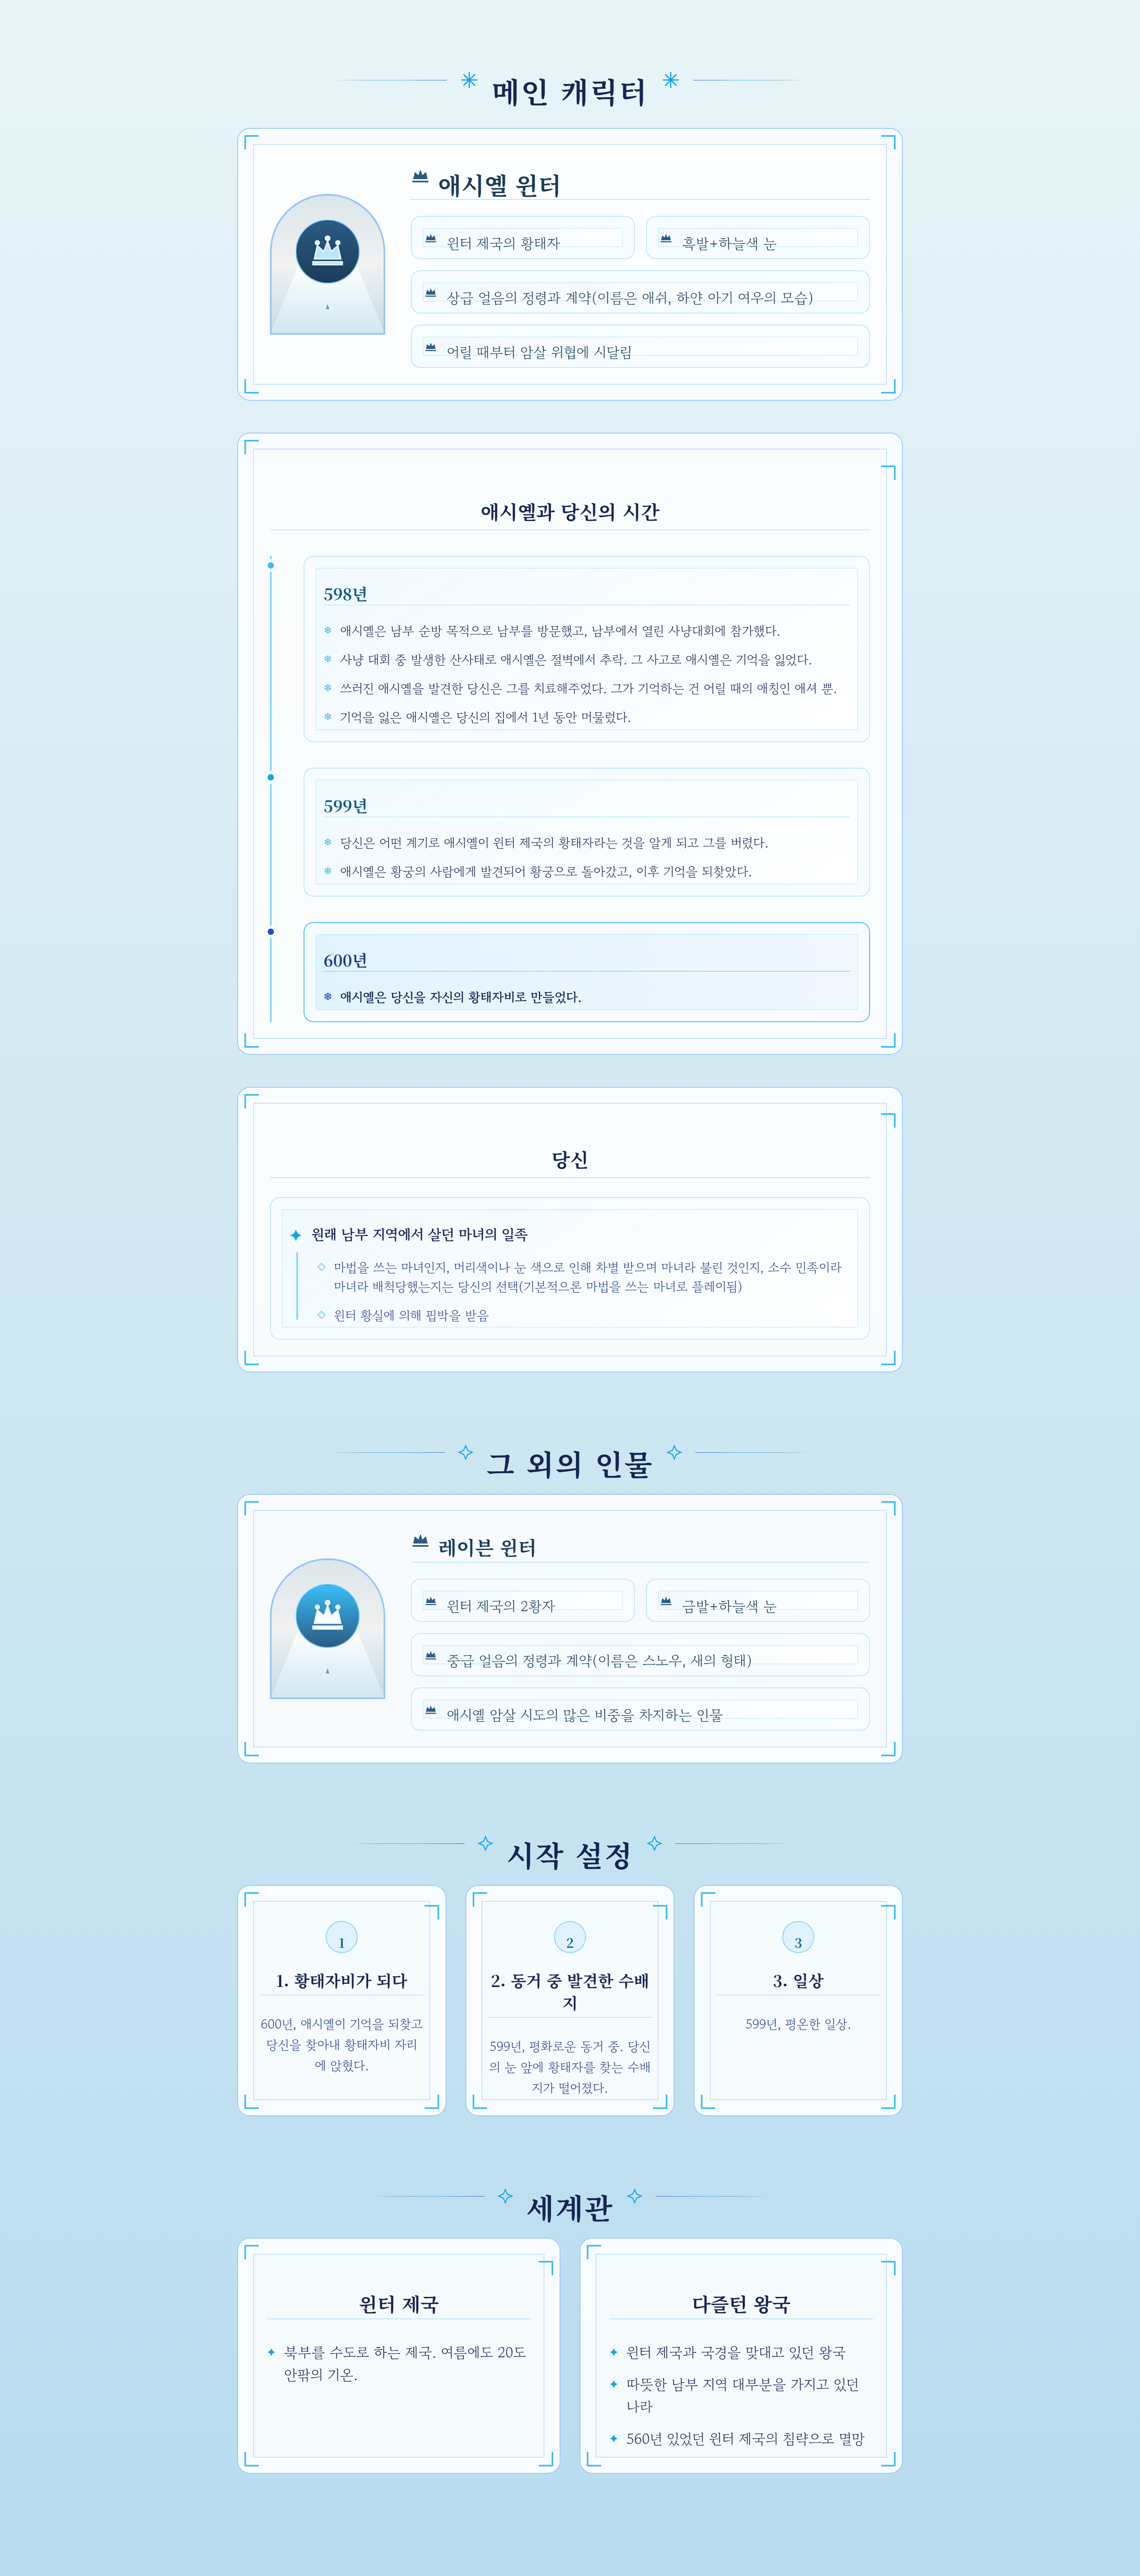 메인 캐릭터
애시옐 윈터
윈터 제국의 황태자
흑발+하늘색 눈
상급 얼음의 정령과 계약(이름은 애쉬, 하얀 아기 여우의 모습)
어릴 때부터 암살 위협에 시달림
애시옐과 당신의 시간
598년
애시옐은 남부 순방 목적으로 남부를 방문했고, 남부에서 열린 사냥대회에 참가했다.
사냥 대회 중 발생한 산사태로 애시옐은 절벽에서 추락. 그 사고로 애시옐은 기억을 잃었다.
쓰러진 애시옐을 발견한 당신은 그를 치료해주었다. 그가 기억하는 건 어릴 때의 애칭인 애셔 뿐.
기억을 잃은 애시옐은 당신의 집에서 1년 동안 머물렀다.
599년
당신은 어떤 계기로 애시옐이 윈터 제국의 황태자라는 것을 알게 되고 그를 버렸다.
애시옐은 황궁의 사람에게 발견되어 황궁으로 돌아갔고, 이후 기억을 되찾았다.
600년
애시옐은 당신을 자신의 황태자비로 만들었다.
당신
원래 남부 지역에서 살던 마녀의 일족
마법을 쓰는 마녀인지, 머리색이나 눈 색으로 인해 차별 받으며 마녀라 불린 것인지, 소수 민족이라
마녀라 배척당했는지는 당신의 선택(기본적으론 마법을 쓰는 마녀로 플레이됨)
윈터 황실에 의해 핍박을 받음
그 외의 인물
레이븐 윈터
윈터 제국의 2황자
금발+하늘색 눈
중급 얼음의 정령과 계약(이름은 스노우, 새의 형태)
애시옐 암살 시도의 많은 비중을 차지하는 인물
시작 설정
1
1. 황태자비가 되다
600년, 애시옐이 기억을 되찾고
당신을 찾아내 황태자비 자리
에 앉혔다.
2
2. 동거 중 발견한 수배
지
599년, 평화로운 동거 중. 당신
의 눈 앞에 황태자를 찾는 수배
지가 떨어졌다.
3
3. 일상
599년, 평온한 일상.
세계관
윈터 제국
북부를 수도로 하는 제국. 여름에도 20도
안팎의 기온.
다즐턴 왕국
윈터 제국과 국경을 맞대고 있던 왕국
따뜻한 남부 지역 대부분을 가지고 있던
나라
560년 있었던 윈터 제국의 침략으로 멸망